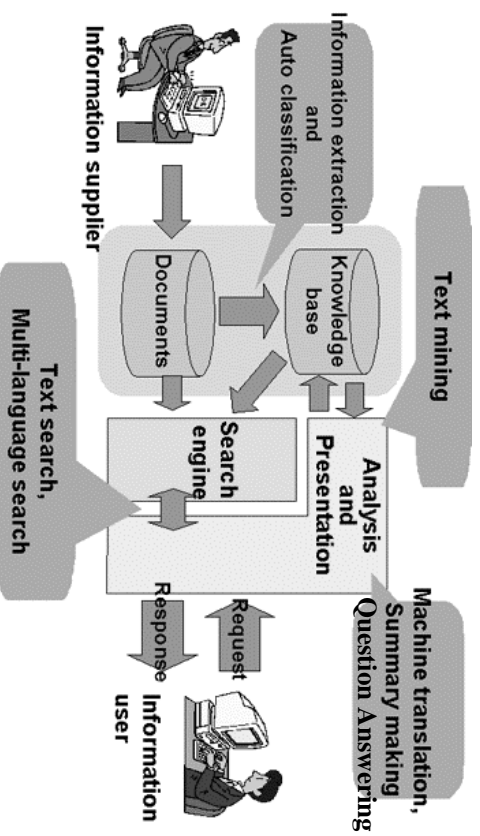 Information supplier
Information extraction
and
Auto classification
Documents
Knowledge
base
Text mining
Search
engine
Analysis
and
Presentation
Text search,
Multi-language search
Machine translation,
Summary making
Question Answering
Request
Response
Information
user